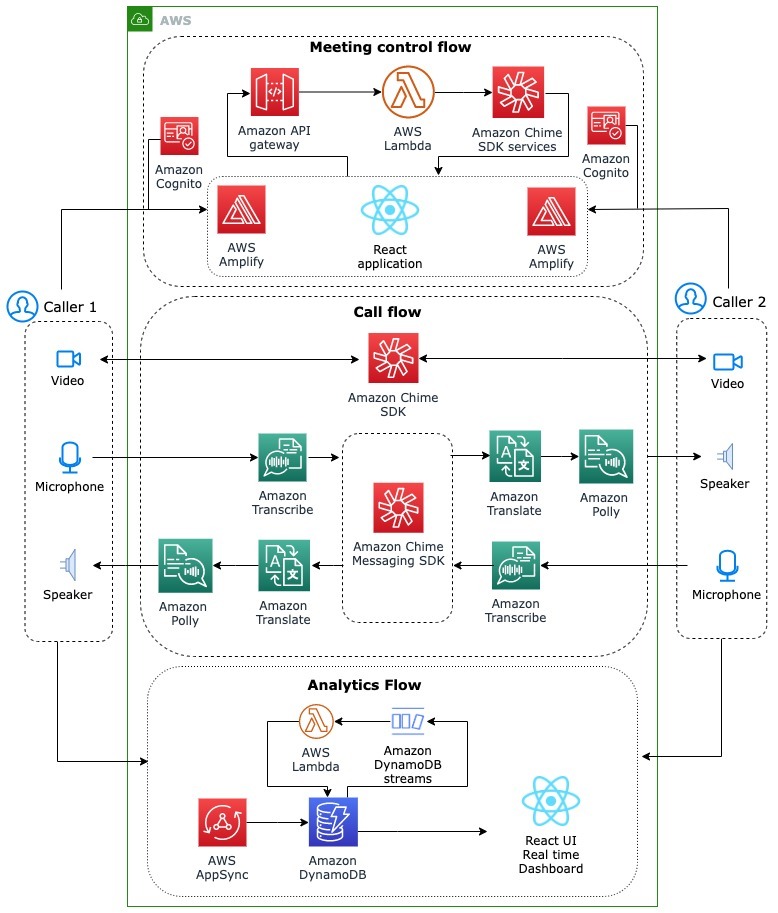 AWS
Meeting control flow
Amazon API
gateway
AWS
Lambda
Amazon Chime
SDK services
Amazon
Cognito
Amazon
Cognito
AWS
Amplify
React
application
AWS
Amplify
Caller 1
Caller 2
Call flow
Video
Amazon Chime
SDK
Video
Microphone
Amazon
Transcribe
Amazon
Translate
Amazon
Polly
Speaker
Amazon Chime
Messaging SDK
Speaker
Amazon
Polly
Amazon
Translate
Amazon
Transcribe
Microphone
Analytics Flow
AWS
Lambda
Amazon
DynamoDB
streams
AWS
AppSync
Amazon
DynamoDB
React UI
Real time
Dashboard